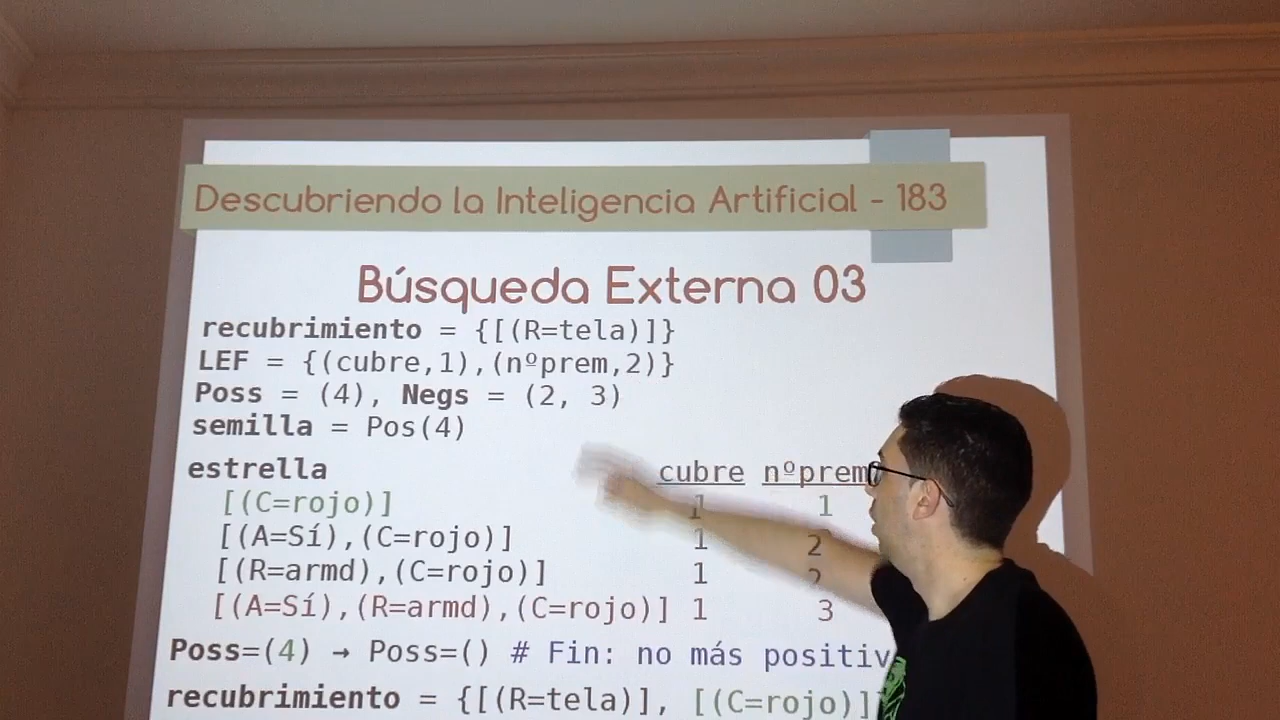 Descubriendo la Inteligencia Artificial - 183
Búsqueda Externa 03
recubrimiento = {[(R=tela)]}
LEF = {(cubre,1),(nºprem,2)}
Poss = (4), Negs = (2, 3)
semilla = Pos(4)
estrella cubre nºprem
[(C=rojo)] 1 1
[(A=Sí),(C=rojo)] 1 2
[(R=armd),(C=rojo)] 1 2
[(A=Sí),(R=armd),(C=rojo)] 1 3
Poss=(4) → Poss=() # Fin: no más positiv
recubrimiento = {[(R=tela)], [(C=rojo)]